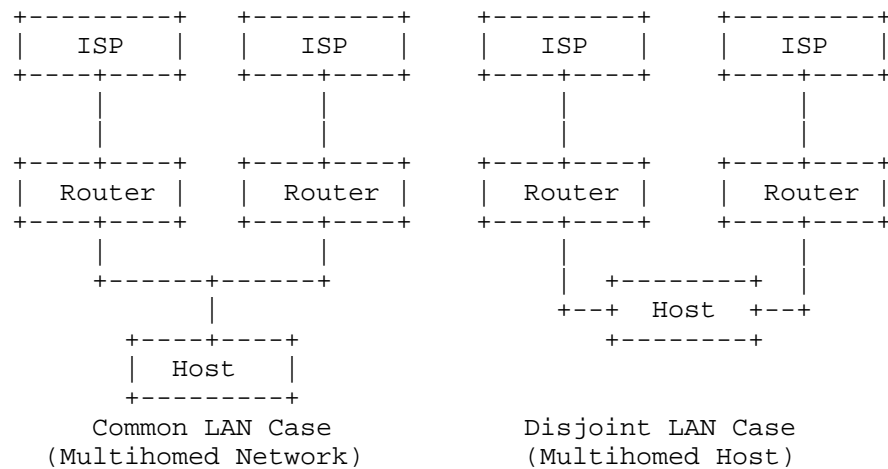 ISP ISP ISP ISP
Router Router Router Router
Host
Host
Common LAN Case Disjoint LAN Case
(Multihomed Network) (Multihomed Host)